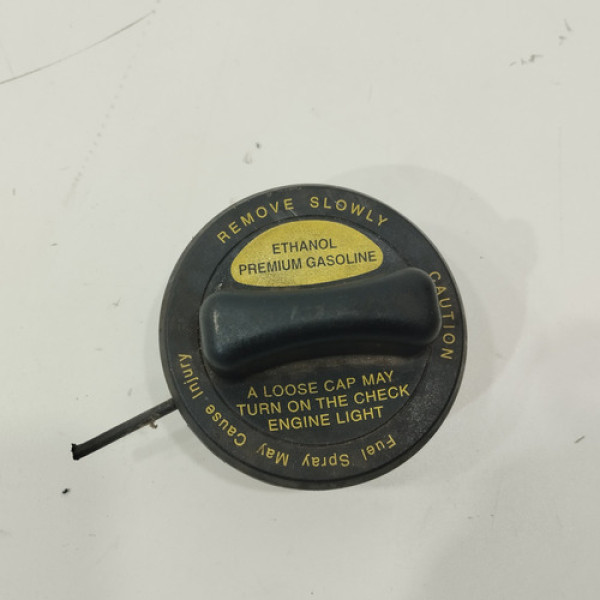 REMOVE SLOWLY
CAUTION
Fuel Spray May Cause Injury
ETHANOL
PREMIUM GASOLINE
A LOOSE CAP MAY
TURN ON THE CHECK
ENGINE LIGHT